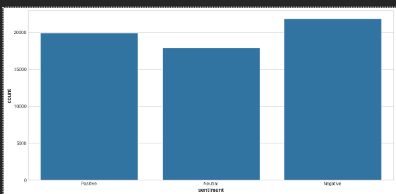 20000
15000
10000
5000
0
count
Positive
Neutral
Negative
sentiment